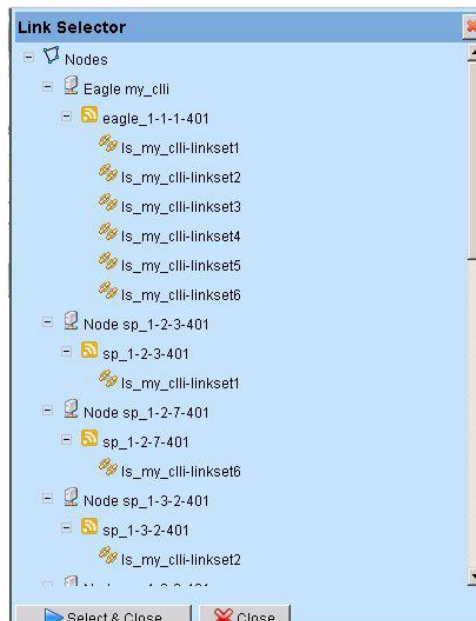 Link Selector
Nodes
Eagle my_clli
eagle_1-1-1-401
ls_my_clli-linkset1
ls_my_clli-linkset2
ls_my_clli-linkset3
ls_my_clli-linkset4
ls_my_clli-linkset5
ls_my_clli-linkset6
Node sp_1-2-3-401
sp_1-2-3-401
ls_my_clli-linkset1
Node sp_1-2-7-401
sp_1-2-7-401
ls_my_clli-linkset6
Node sp_1-3-2-401
sp_1-3-2-401
ls_my_clli-linkset2
Select & Close
Close